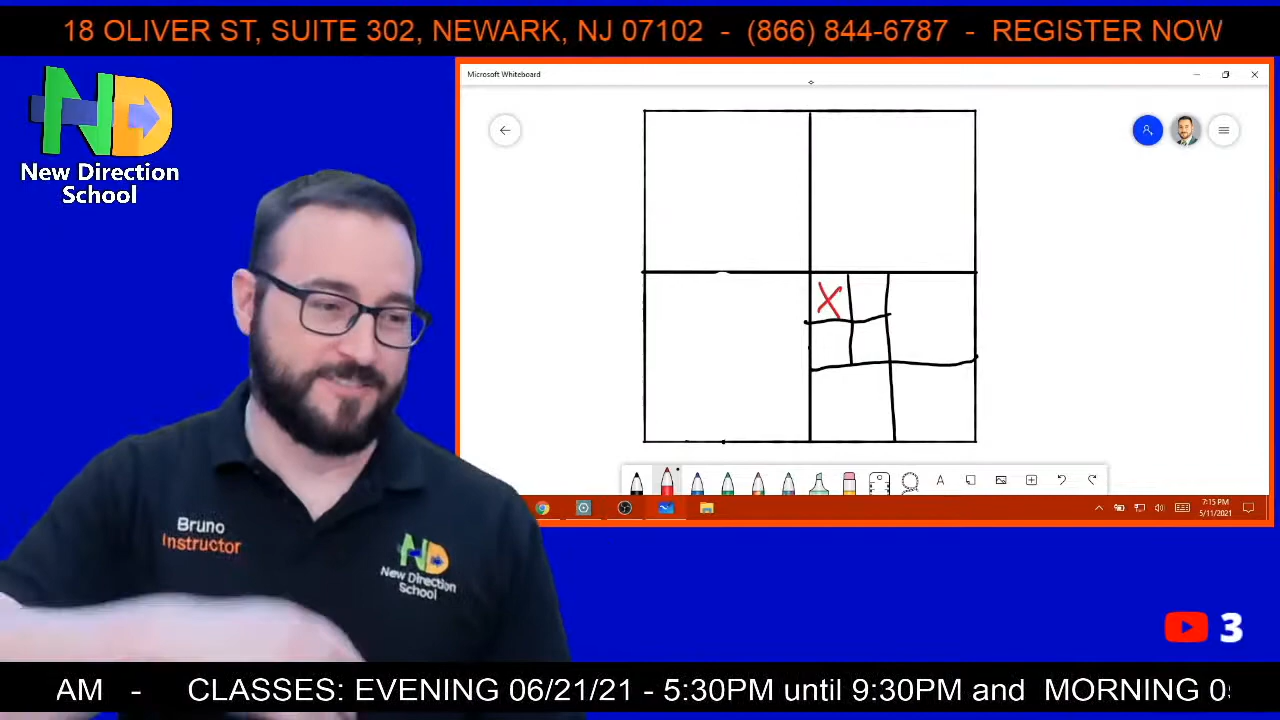 18 OLIVER ST, SUITE 302, NEWARK, NJ 07102 - (866) 844-6787 - REGISTER NOW
ND
New Direction
School
Microsoft Whiteboard
X
A
7:15 PM
5/11/2021
Bruno
Instructor
ND
New Direction
School
3
AM - CLASSES: EVENING 06/21/21 - 5:30PM until 9:30PM and MORNING